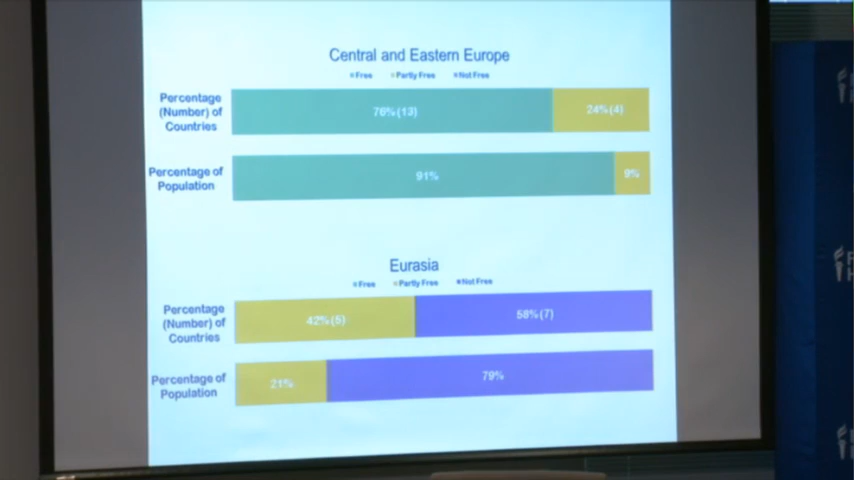 Central and Eastern Europe
Free Partly Free Not Free
Percentage
(Number) of
Countries
76% (13) 24% (4)
Percentage of
Population
91% 9%
Eurasia
Free Partly Free Not Free
Percentage
(Number) of
Countries
42% (5) 58% (7)
Percentage of
Population
21% 79%